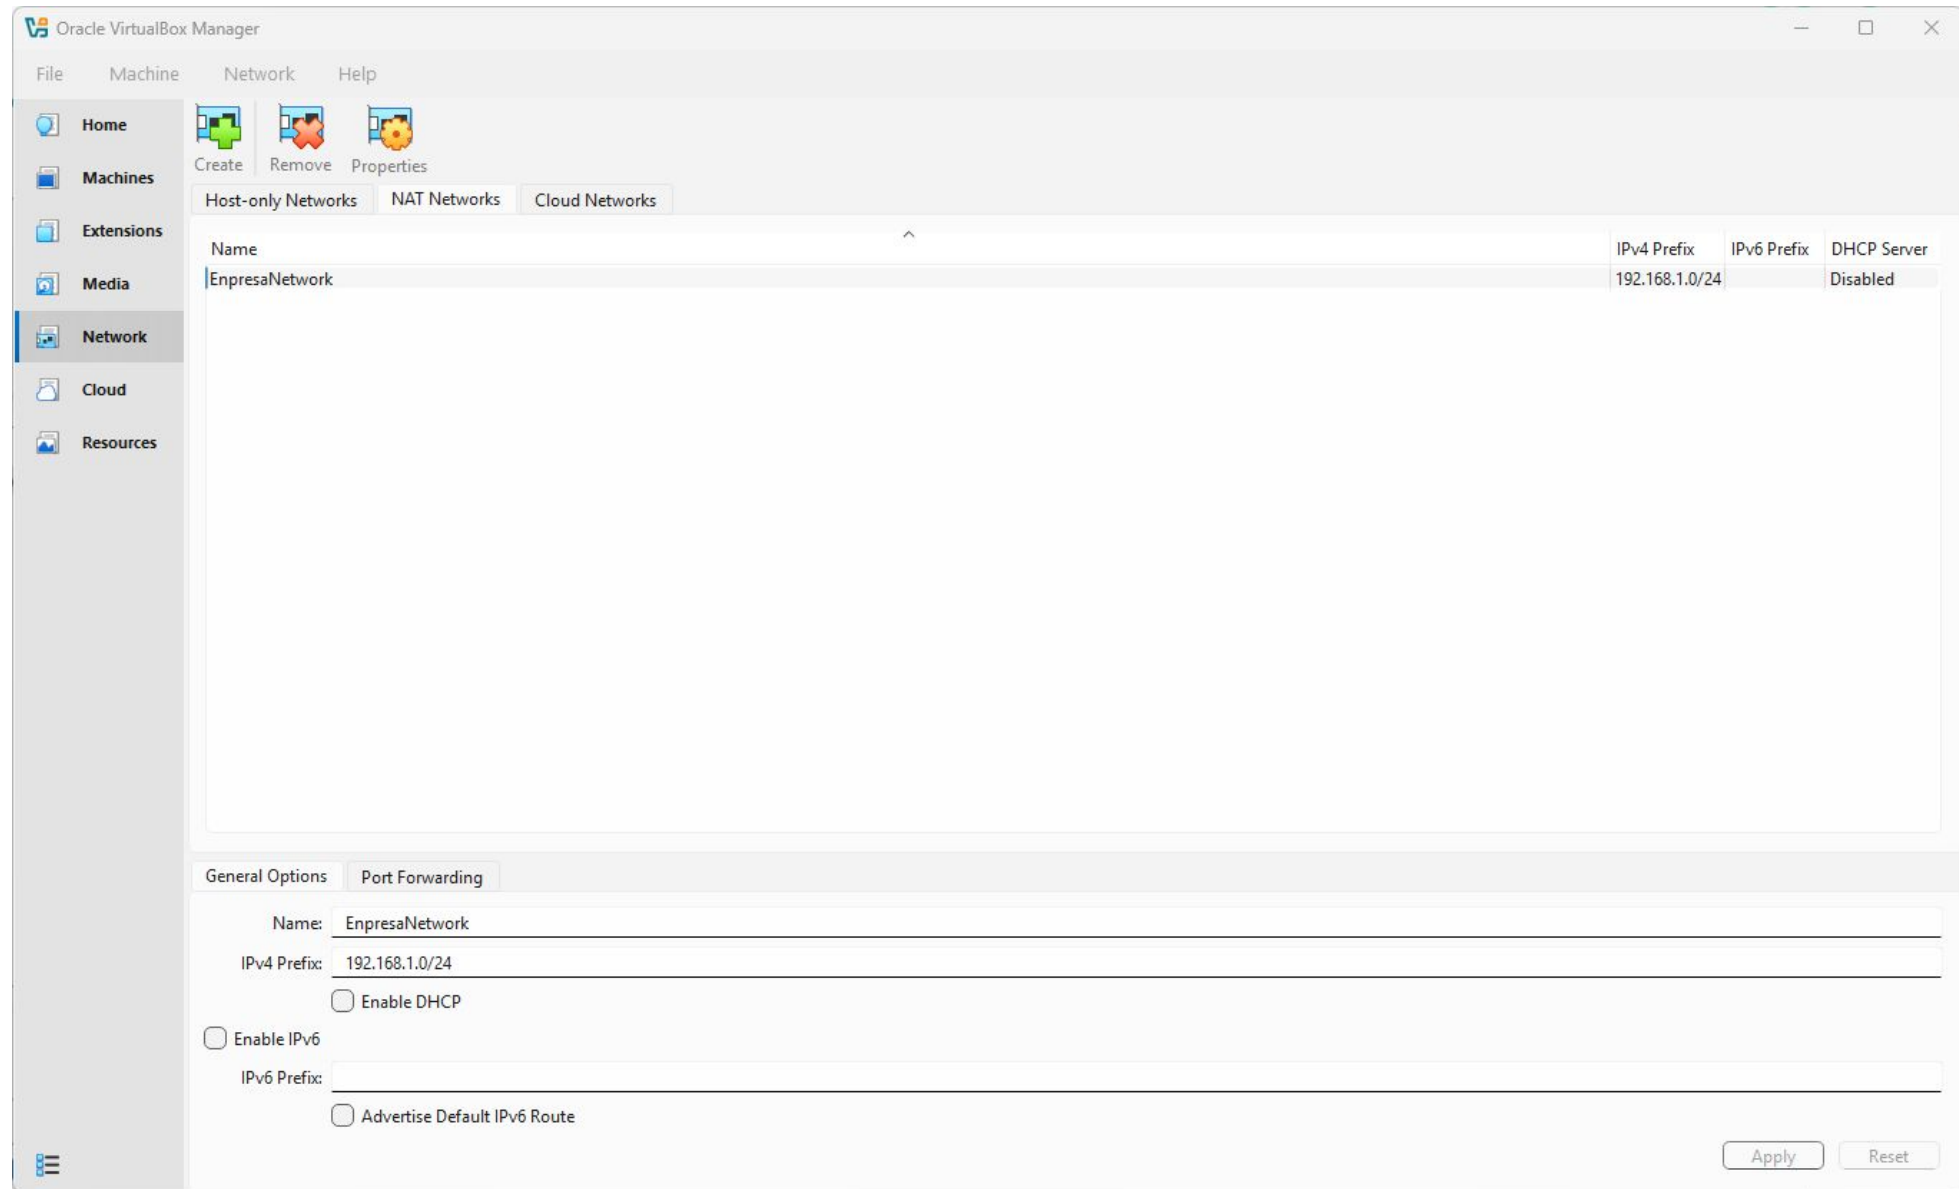 Oracle VirtualBox Manager
File Machine Network Help
Home
Machines
Extensions
Media
Network
Cloud
Resources
Create Remove Properties
Host-only Networks NAT Networks Cloud Networks
Name IPv4 Prefix IPv6 Prefix DHCP Server
EnpresaNetwork 192.168.1.0/24 Disabled
General Options Port Forwarding
Name: EnpresaNetwork
IPv4 Prefix: 192.168.1.0/24
Enable DHCP
Enable IPv6
IPv6 Prefix:
Advertise Default IPv6 Route
Apply Reset